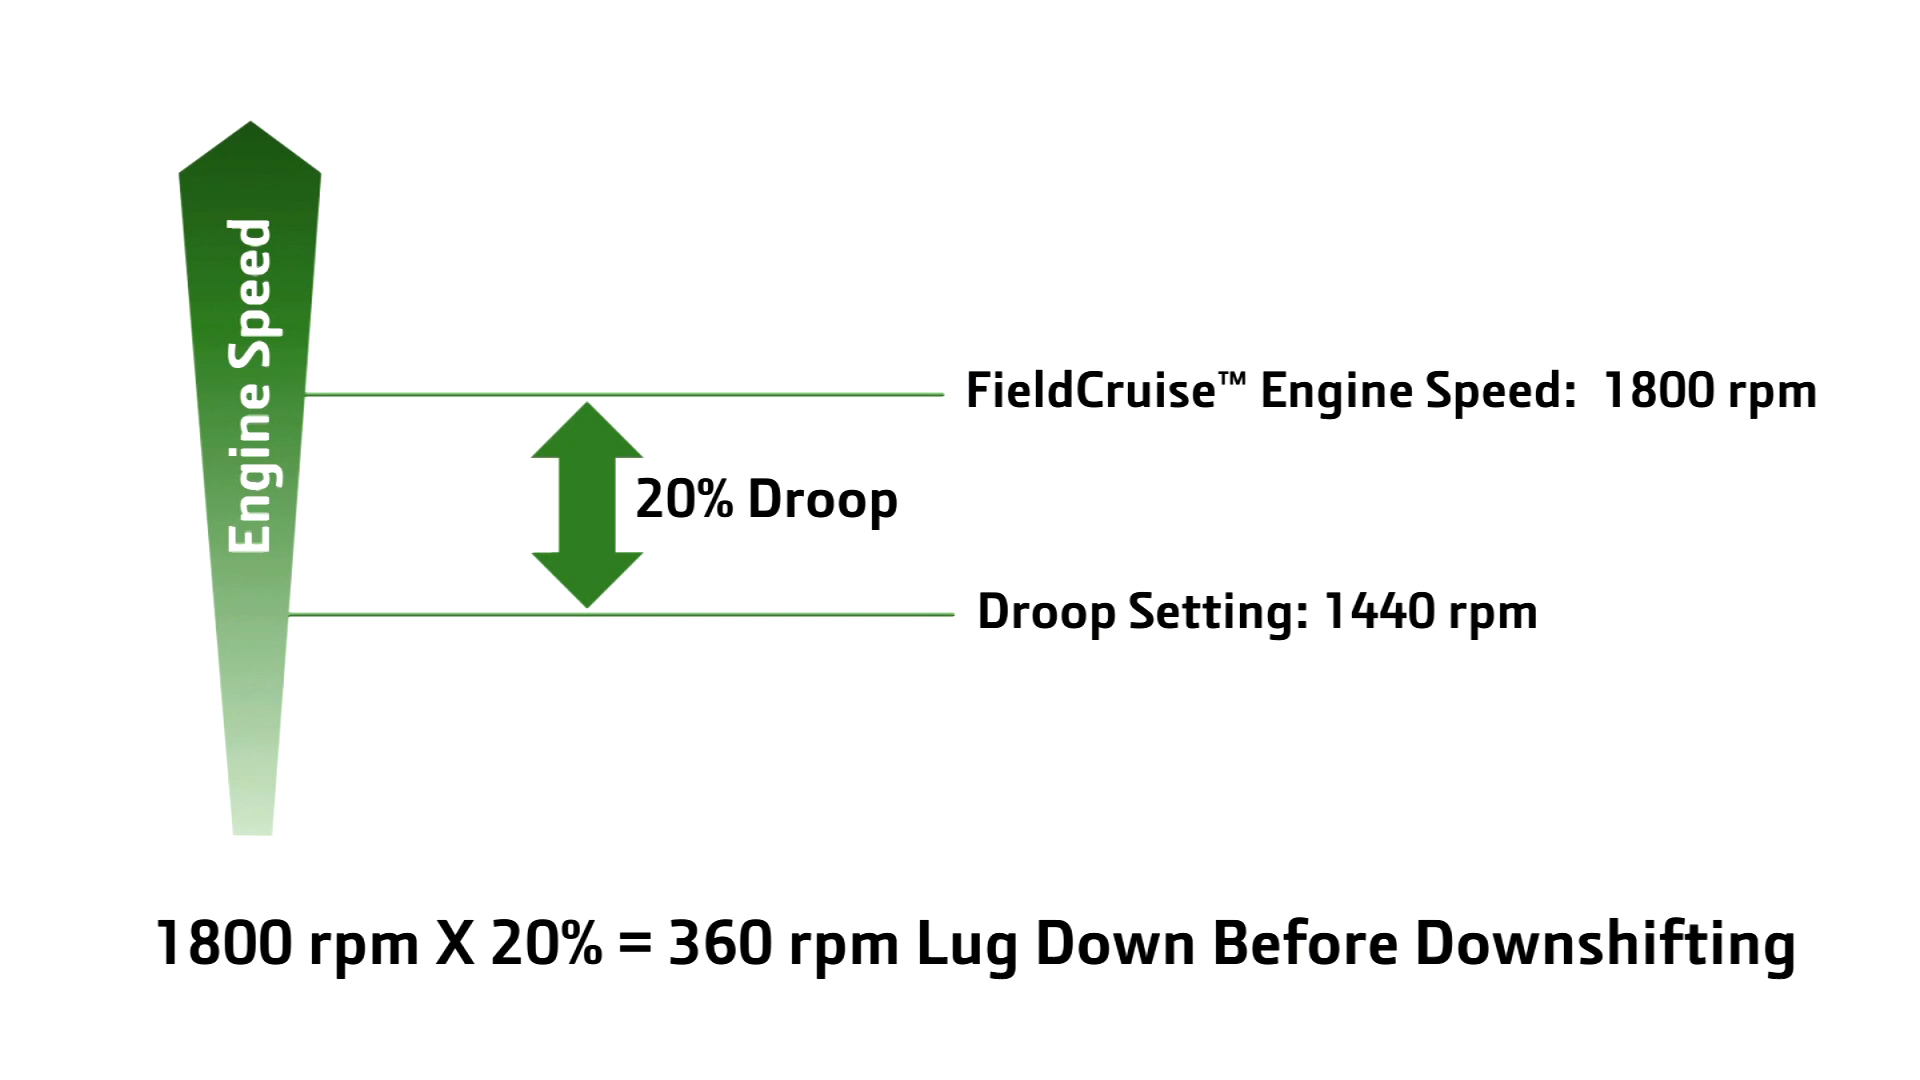 Engine Speed
FieldCruise™ Engine Speed: 1800 rpm
20% Droop
Droop Setting: 1440 rpm
1800 rpm X 20% = 360 rpm Lug Down Before Downshifting